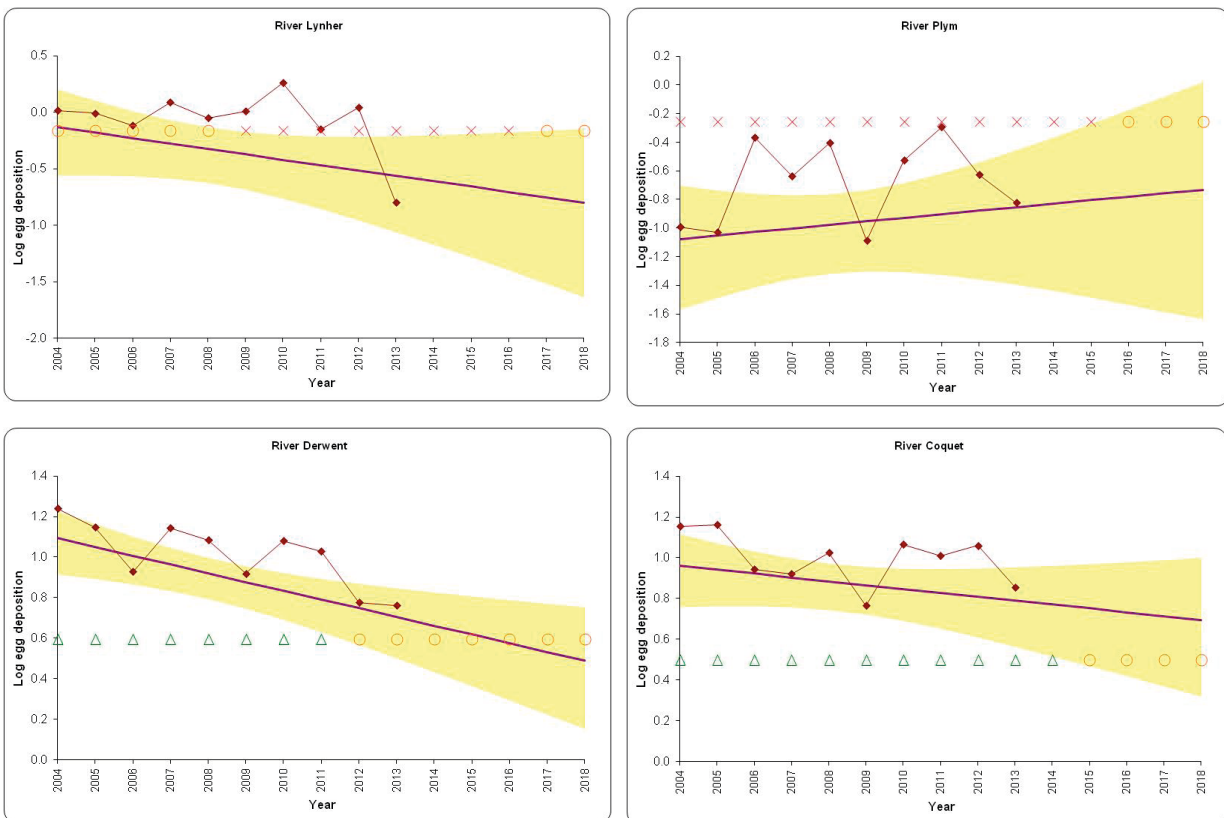 River Lynher
0.5
0.0
-0.5
-1.0
-1.5
-2.0
Log egg deposition
2004 2005 2006 2007 2008 2009 2010 2011 2012 2013 2014 2015 2016 2017 2018
Year
River Plym
0.2
0.0
-0.2
-0.4
-0.6
-0.8
-1.0
-1.2
-1.4
-1.6
-1.8
Log egg deposition
2004 2005 2006 2007 2008 2009 2010 2011 2012 2013 2014 2015 2016 2017 2018
Year
River Derwent
1.4
1.2
1.0
0.8
0.6
0.4
0.2
0.0
Log egg deposition
2004 2005 2006 2007 2008 2009 2010 2011 2012 2013 2014 2015 2016 2017 2018
Year
River Coquet
1.4
1.2
1.0
0.8
0.6
0.4
0.2
0.0
Log egg deposition
2004 2005 2006 2007 2008 2009 2010 2011 2012 2013 2014 2015 2016 2017 2018
Year